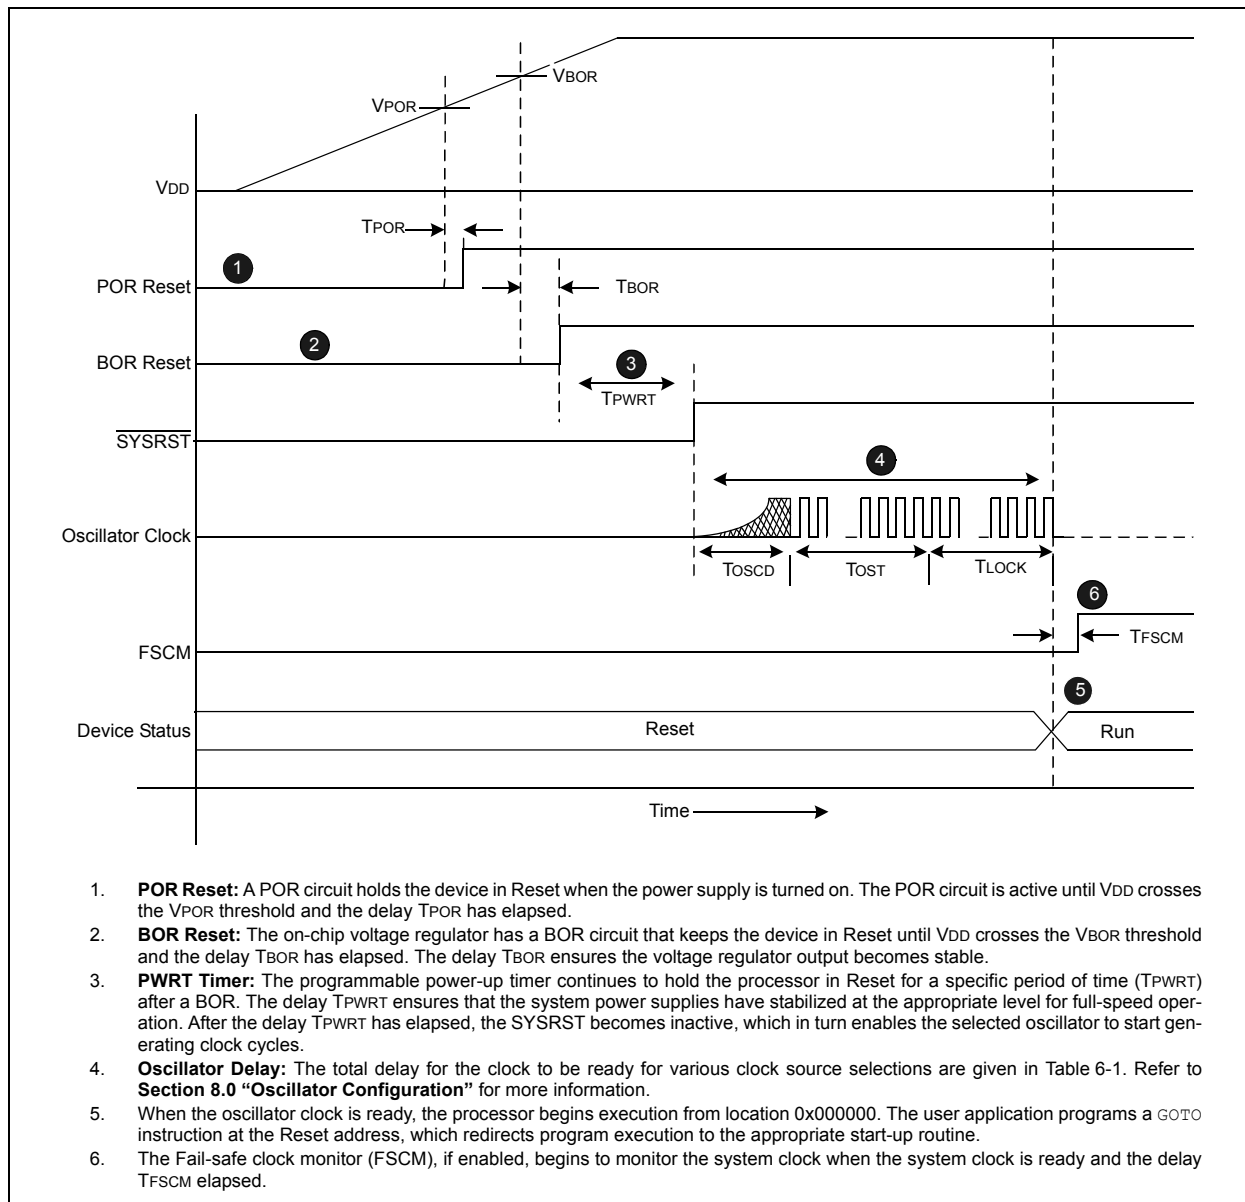 VBOR
VPOR
VDD
TPOR
1
POR Reset
TBOR
2
BOR Reset
3
TPWRT
SYSRST
4
Oscillator Clock
TOSCD
TOST
TLOCK
6
FSCM
TFSCM
5
Device Status
Reset
Run
Time
1. POR Reset: A POR circuit holds the device in Reset when the power supply is turned on. The POR circuit is active until VDD crosses
the VPOR threshold and the delay TPOR has elapsed.
2. BOR Reset: The on-chip voltage regulator has a BOR circuit that keeps the device in Reset until VDD crosses the VBOR threshold
and the delay TBOR has elapsed. The delay TBOR ensures the voltage regulator output becomes stable.
3. PWRT Timer: The programmable power-up timer continues to hold the processor in Reset for a specific period of time (TPWRT)
after a BOR. The delay TPWRT ensures that the system power supplies have stabilized at the appropriate level for full-speed oper-
ation. After the delay TPWRT has elapsed, the SYSRST becomes inactive, which in turn enables the selected oscillator to start gen-
erating clock cycles.
4. Oscillator Delay: The total delay for the clock to be ready for various clock source selections are given in Table 6-1. Refer to
Section 8.0 “Oscillator Configuration” for more information.
5. When the oscillator clock is ready, the processor begins execution from location 0x000000. The user application programs a GOTO
instruction at the Reset address, which redirects program execution to the appropriate start-up routine.
6. The Fail-safe clock monitor (FSCM), if enabled, begins to monitor the system clock when the system clock is ready and the delay
TFSCM elapsed.